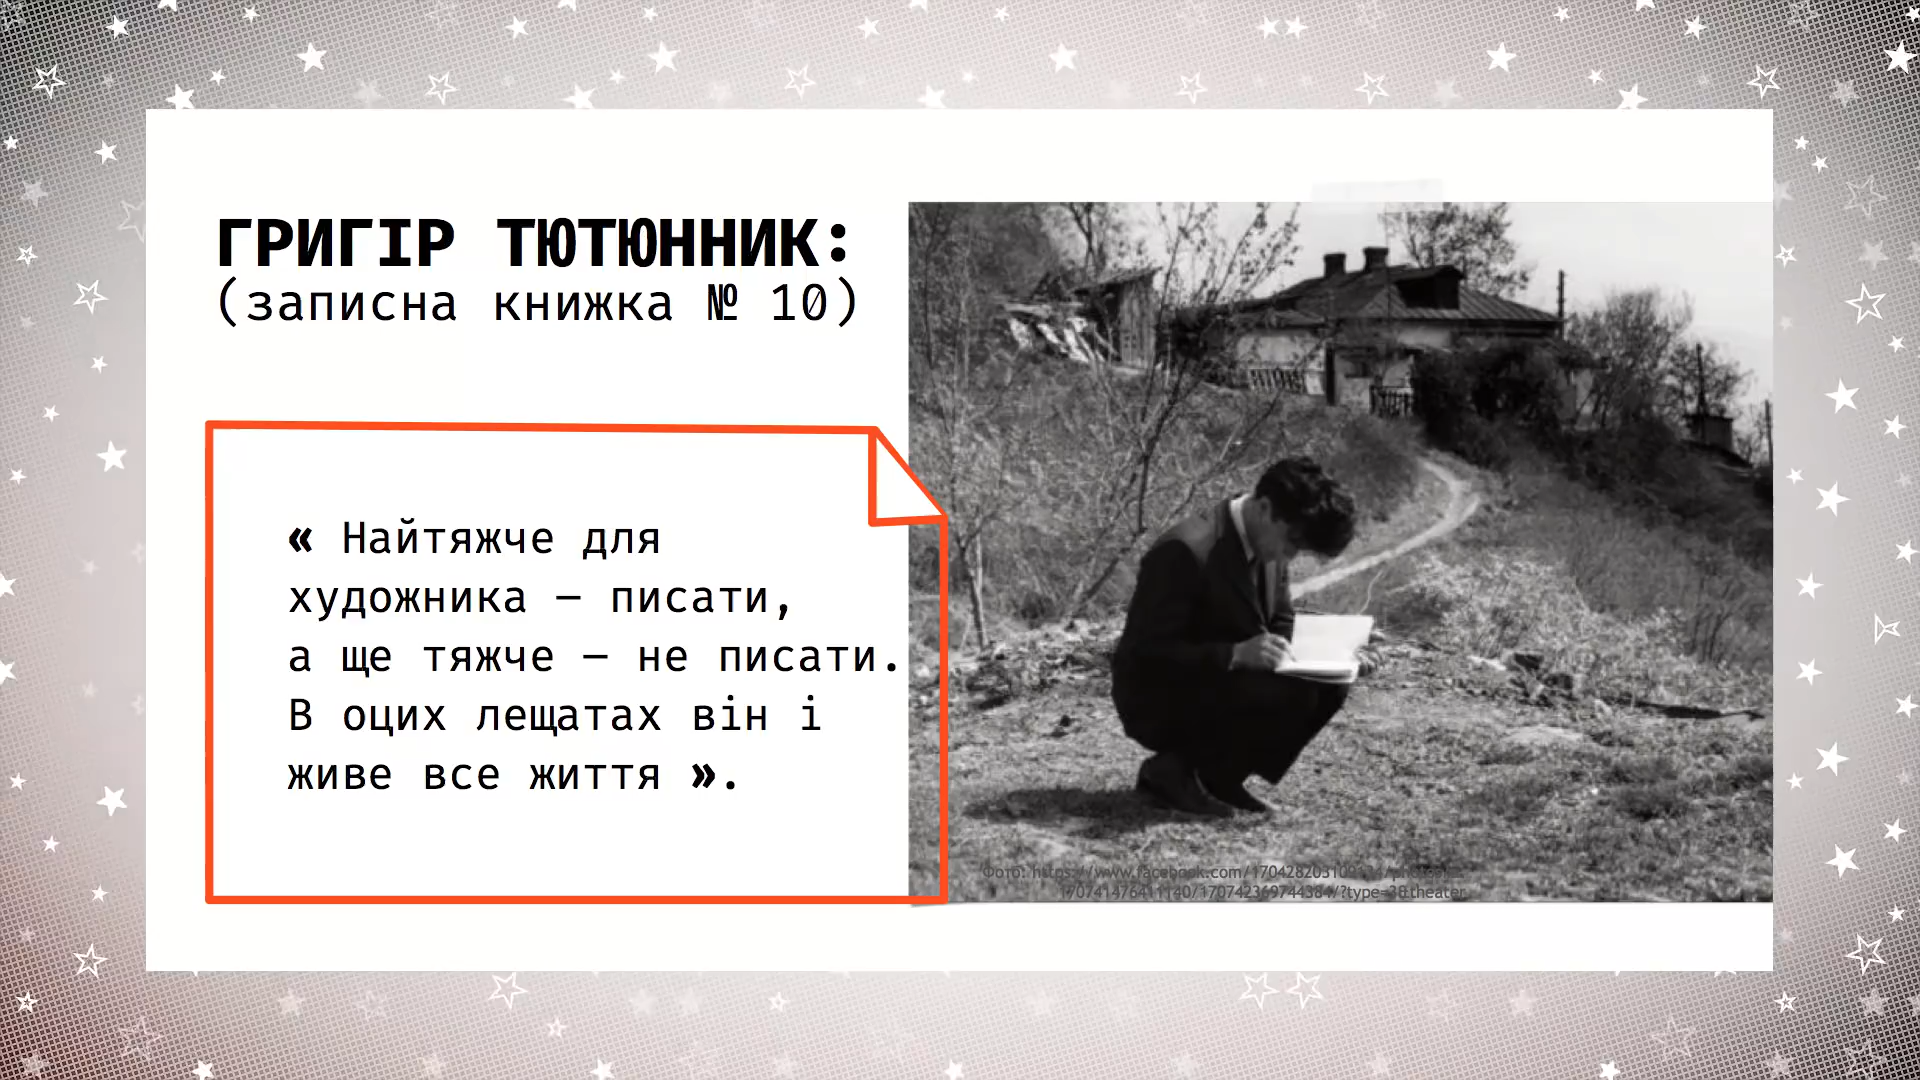 ГРИГІР ТЮТЮННИК:
(записна книжка № 10)
« Найтяжче для
художника – писати,
а ще тяжче – не писати.
В оцих лещатах він і
живе все життя ».
Фото: